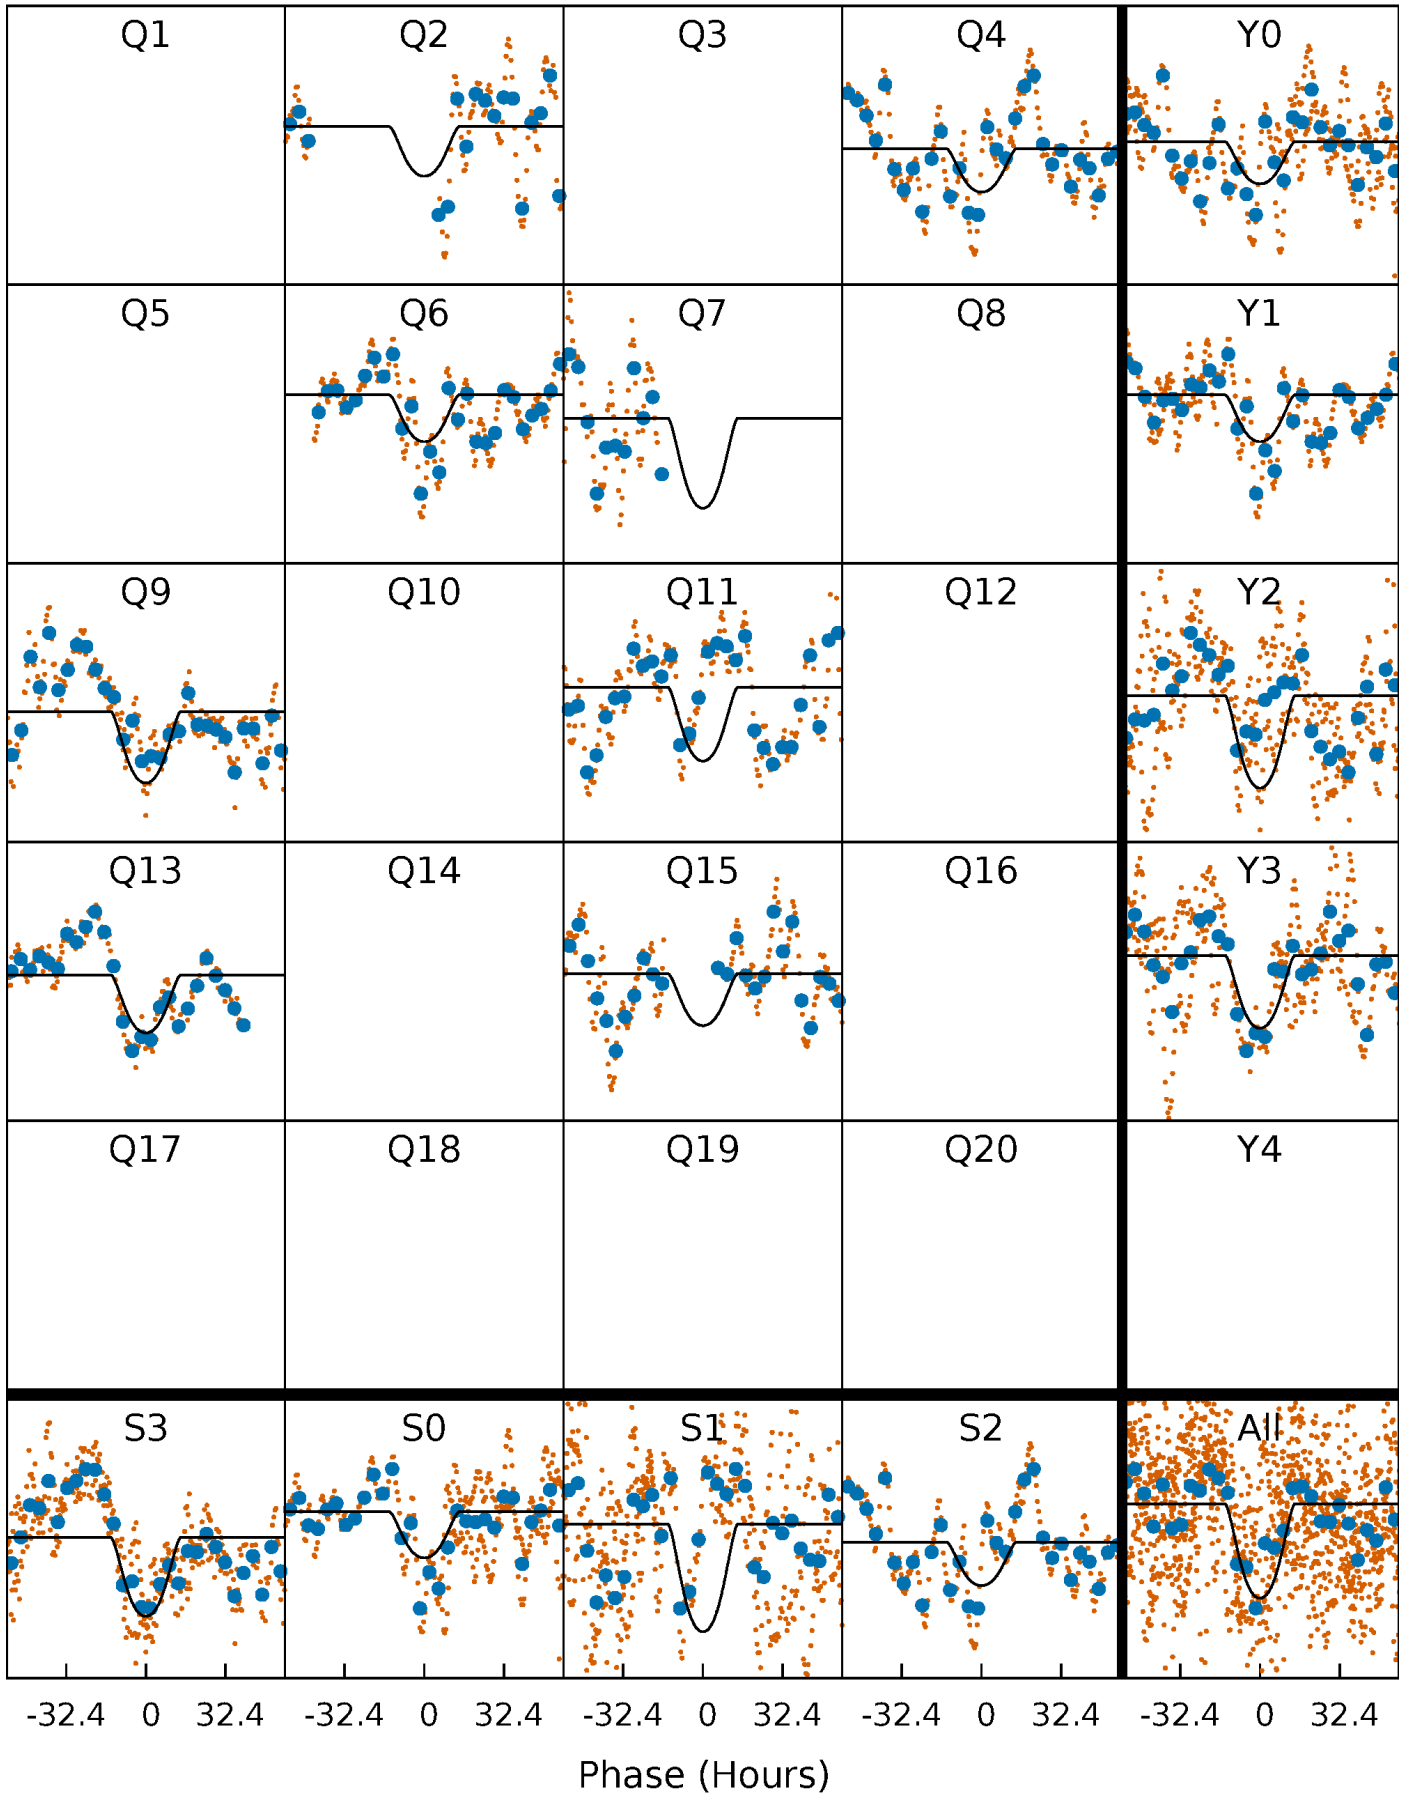 Q1 Q2 Q3 Q4 Y0
Q5 Q6 Q7 Q8 Y1
Q9 Q10 Q11 Q12 Y2
Q13 Q14 Q15 Q16 Y3
Q17 Q18 Q19 Q20 Y4
S3 S0 S1 S2 All
-32.4 0 32.4 -32.4 0 32.4 -32.4 0 32.4 -32.4 0 32.4 -32.4 0 32.4
Phase (Hours)